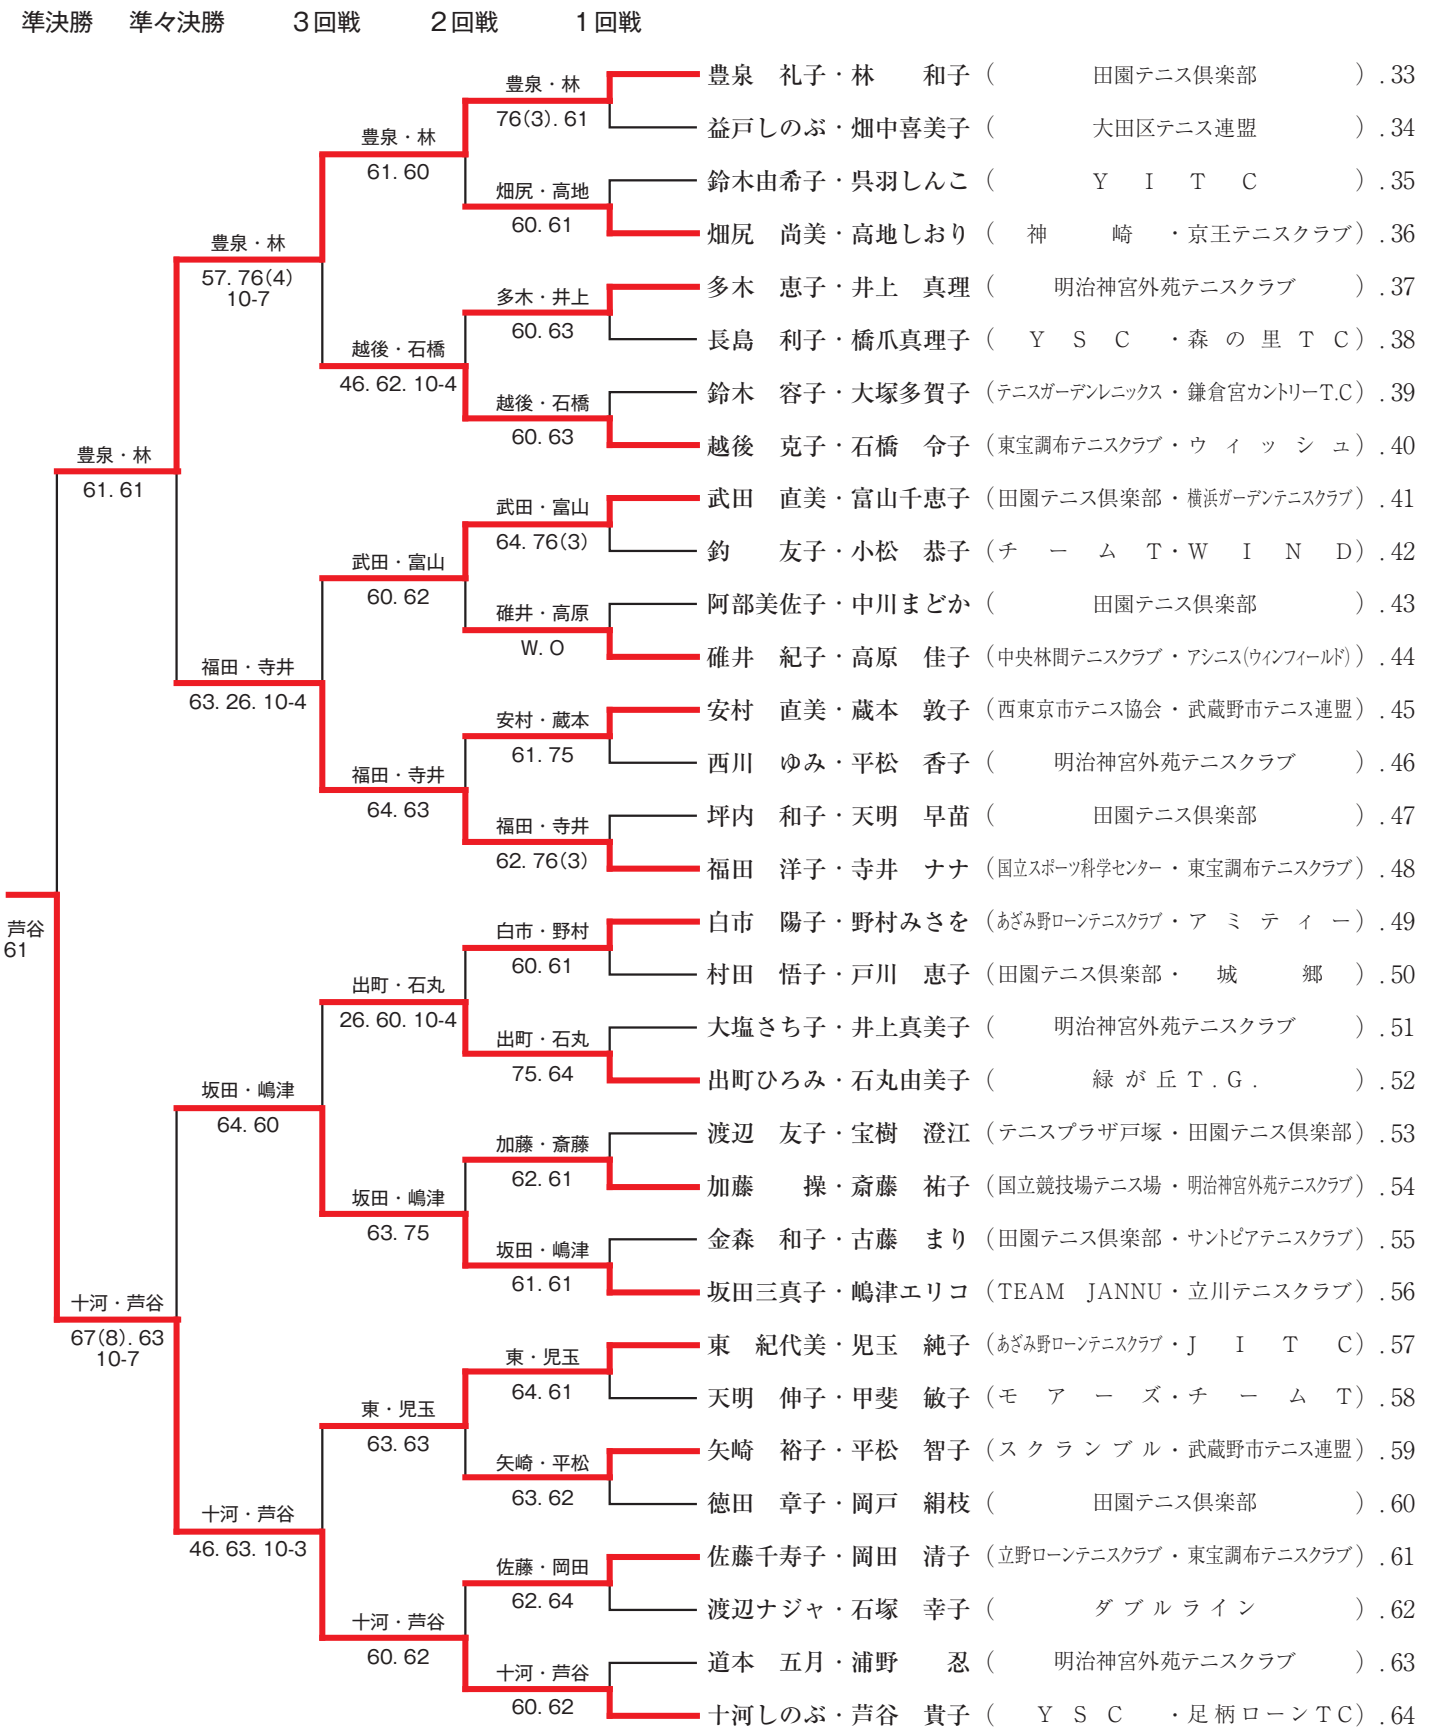 準決勝 準々決勝 3回戦 2回戦 1回戦
豊泉 礼子・林 和子 ( 田園テニス倶楽部 ) . 33
豊泉・林
76(3). 61
益戸しのぶ・畑中喜美子 ( 大田区テニス連盟 ) . 34
豊泉・林
61. 60
鈴木由希子・呉羽しんこ ( Y I T C ) . 35
畑尻・高地
60. 61
畑尻 尚美・高地しおり ( 神 崎 ・京王テニスクラブ) . 36
豊泉・林
57. 76(4)
10-7
多木 恵子・井上 真理 ( 明治神宮外苑テニスクラブ ) . 37
多木・井上
60. 63
長島 利子・橋爪真理子 ( Y S C ・森の里TC) . 38
越後・石橋
46. 62. 10-4
鈴木 容子・大塚多賀子 (テニスガーデンレニックス・鎌倉宮カントリーT.C) . 39
越後・石橋
60. 63
越後 克子・石橋 令子 (東宝調布テニスクラブ・ウィッシュ) . 40
豊泉・林
61. 61
武田 直美・富山千恵子 (田園テニス倶楽部・横浜ガーデンテニスクラブ) . 41
武田・富山
64. 76(3)
釣 友子・小松 恭子 (チームT・WIND) . 42
武田・富山
60. 62
阿部美佐子・中川まどか ( 田園テニス倶楽部 ) . 43
碓井・高原
W. O
碓井 紀子・高原 佳子 (中央林間テニスクラブ・アシニス(ウィンフィールド)) . 44
福田・寺井
63. 26. 10-4
安村 直美・蔵本 敦子 (西東京市テニス協会・武蔵野市テニス連盟) . 45
安村・蔵本
61. 75
西川 ゆみ・平松 香子 ( 明治神宮外苑テニスクラブ ) . 46
福田・寺井
64. 63
坪内 和子・天明 早苗 ( 田園テニス倶楽部 ) . 47
福田・寺井
62. 76(3)
福田 洋子・寺井 ナナ (国立スポーツ科学センター・東宝調布テニスクラブ) . 48
芦谷
61
白市 陽子・野村みさを (あざみ野ローンテニスクラブ・アミティー) . 49
白市・野村
60. 61
村田 悟子・戸川 恵子 (田園テニス倶楽部・ 城 郷 ) . 50
出町・石丸
26. 60. 10-4
大塩さち子・井上真美子 ( 明治神宮外苑テニスクラブ ) . 51
出町・石丸
75. 64
出町ひろみ・石丸由美子 ( 緑が丘T.G. ) . 52
坂田・嶋津
64. 60
渡辺 友子・宝樹 澄江 (テニスプラザ戸塚・田園テニス倶楽部) . 53
加藤・斎藤
62. 61
加藤 操・斎藤 祐子 (国立競技場テニス場・明治神宮外苑テニスクラブ) . 54
坂田・嶋津
63. 75
金森 和子・古藤 まり (田園テニス倶楽部・サントピアテニスクラブ) . 55
坂田・嶋津
61. 61
坂田三真子・嶋津エリコ (TEAM JANNU・立川テニスクラブ) . 56
十河・芦谷
67(8). 63
10-7
東 紀代美・児玉 純子 (あざみ野ローンテニスクラブ・J I T C) . 57
東・児玉
64. 61
天明 伸子・甲斐 敏子 (モアーズ・チームT) . 58
東・児玉
63. 63
矢崎 裕子・平松 智子 (スクランブル・武蔵野市テニス連盟) . 59
矢崎・平松
63. 62
徳田 章子・岡戸 絹枝 ( 田園テニス倶楽部 ) . 60
十河・芦谷
46. 63. 10-3
佐藤千寿子・岡田 清子 (立野ローンテニスクラブ・東宝調布テニスクラブ) . 61
佐藤・岡田
62. 64
渡辺ナジャ・石塚 幸子 ( ダブルライン ) . 62
十河・芦谷
60. 62
道本 五月・浦野 忍 ( 明治神宮外苑テニスクラブ ) . 63
十河・芦谷
60. 62
十河しのぶ・芦谷 貴子 ( Y S C ・足柄ローンTC) . 64